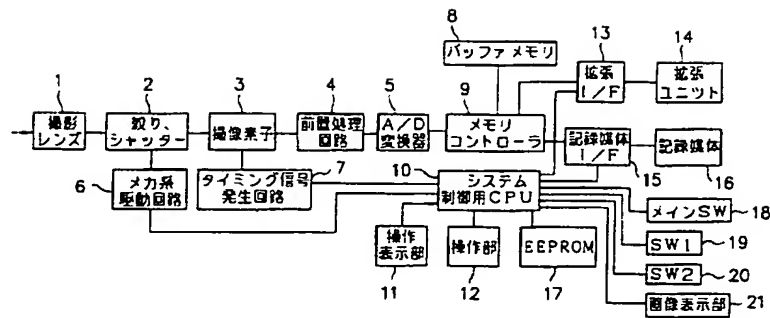 8
バッファメモリ
13
14
1
2
3
4
5
9
拡張
I/F
拡張
ユニット
撮影
レンズ
絞り、
シャッター
撮像素子
前置処理
回路
A/D
変換器
メモリ
コントローラ
記録媒体
I/F
記録媒体
6
メカ系
駆動回路
タイミング信号
発生回路
7
10
システム
制御用CPU
15
16
メインSW
18
操作
表示部
操作部
EEPROM
SW1
19
SW2
20
11
12
17
画像表示部
21